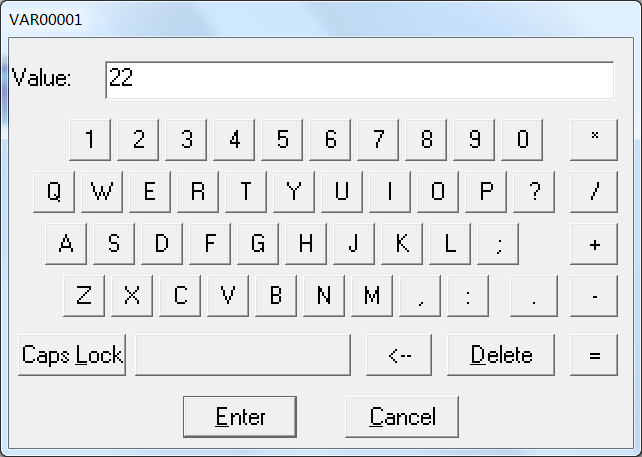 VAR00001
Value: 22
1 2 3 4 5 6 7 8 9 0 *
Q W E R T Y U I O P ? /
A S D F G H J K L ; +
Z X C V B N M , : . -
Caps Lock <-- Delete =
Enter Cancel